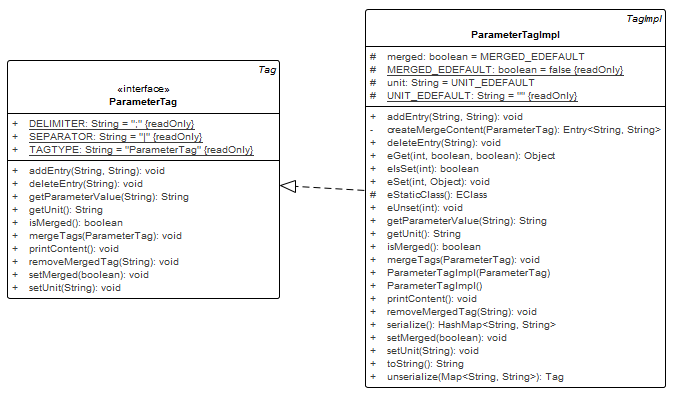 Tag
«interface»
ParameterTag
+ DELIMITER: String = ";" {readOnly}
+ SEPARATOR: String = "|" {readOnly}
+ TAGTYPE: String = "ParameterTag" {readOnly}
+ addEntry(String, String): void
+ deleteEntry(String): void
+ getParameterValue(String): String
+ getUnit(): String
+ isMerged(): boolean
+ mergeTags(ParameterTag): void
+ printContent(): void
+ removeMergedTag(String): void
+ setMerged(boolean): void
+ setUnit(String): void
TagImpl
ParameterTagImpl
# merged: boolean = MERGED_EDEFAULT
# MERGED_EDEFAULT: boolean = false {readOnly}
# unit: String = UNIT_EDEFAULT
# UNIT_EDEFAULT: String = "" {readOnly}
+ addEntry(String, String): void
- createMergeContent(ParameterTag): Entry<String, String>
+ deleteEntry(String): void
+ eGet(int, boolean, boolean): Object
+ eIsSet(int): boolean
+ eSet(int, Object): void
# eStaticClass(): EClass
+ eUnset(int): void
+ getParameterValue(String): String
+ getUnit(): String
+ isMerged(): boolean
+ mergeTags(ParameterTag): void
+ ParameterTagImpl(ParameterTag)
+ ParameterTagImpl()
+ printContent(): void
+ removeMergedTag(String): void
+ serialize(): HashMap<String, String>
+ setMerged(boolean): void
+ setUnit(String): void
+ toString(): String
+ unserialize(Map<String, String>): Tag